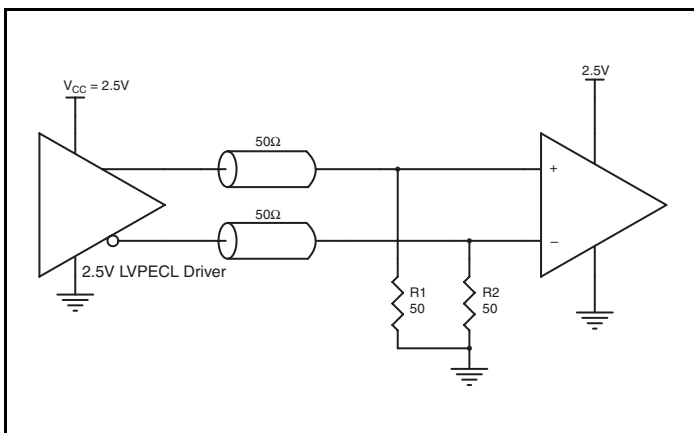 2.5V
V_CC = 2.5V
50Ω
+
50Ω
–
2.5V LVPECL Driver
R1
50
R2
50